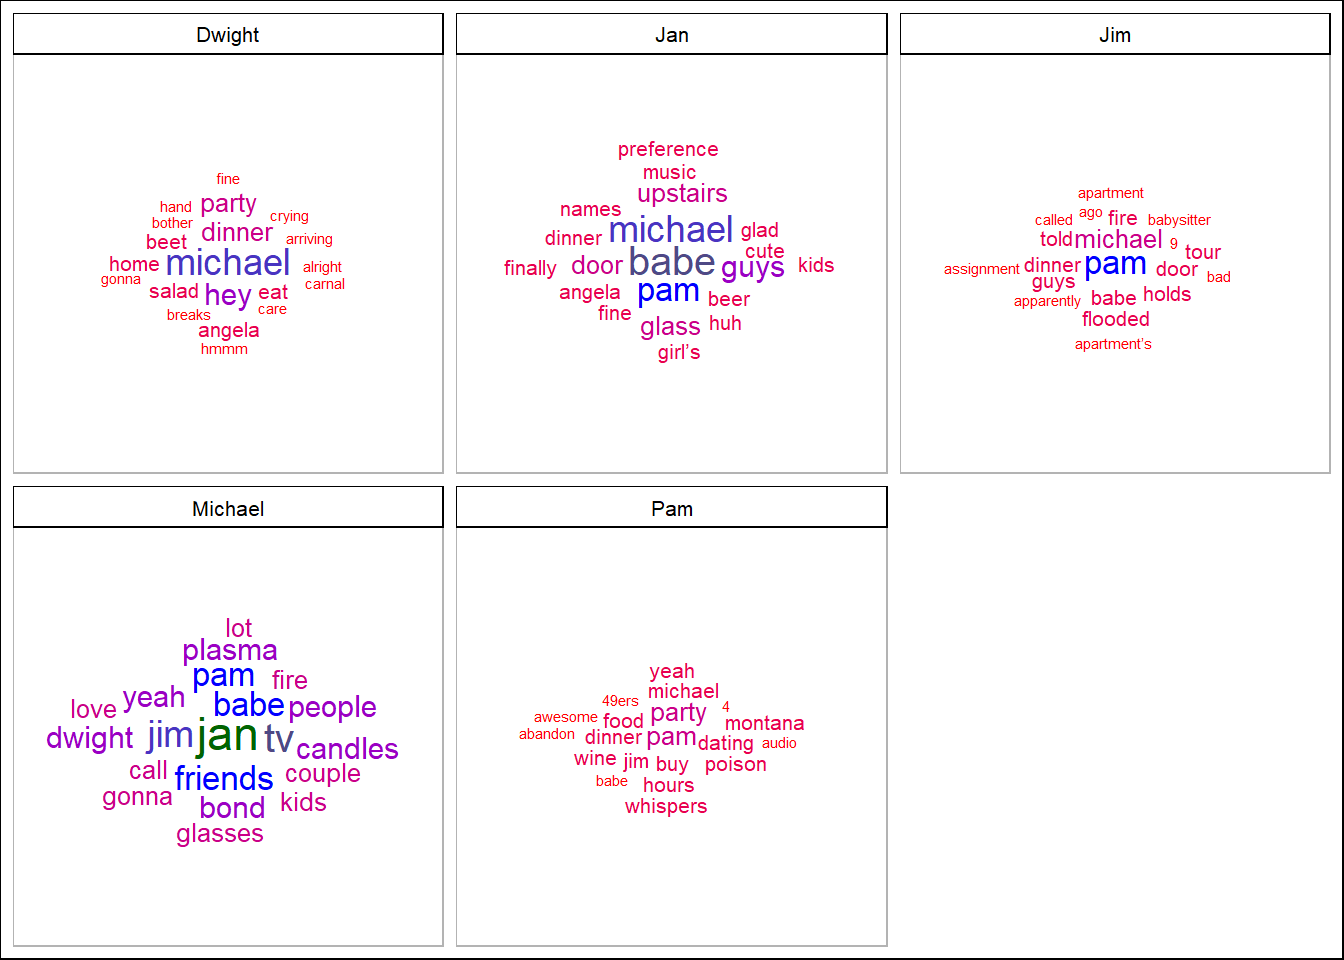 Dwight
fine
hand party
bother crying
beet dinner arriving
home michael alright
gonna carnal
salad hey eat
breaks care
angela
hmmm
Jan
preference
music
upstairs
names
dinner michael glad
cute
finally door babe guys kids
angela pam beer
fine glass huh
girl’s
Jim
apartment
called ago fire babysitter
told michael 9 tour
assignment dinner pam door bad
guys
apparently babe holds
flooded
apartment’s
Michael
lot
plasma
pam fire
love yeah babe people
dwight jim jan tv candles
call friends couple
gonna bond kids
glasses
Pam
yeah
michael
49ers party 4
awesome food montana
abandon dinner pam dating audio
wine jim buy poison
babe hours
whispers